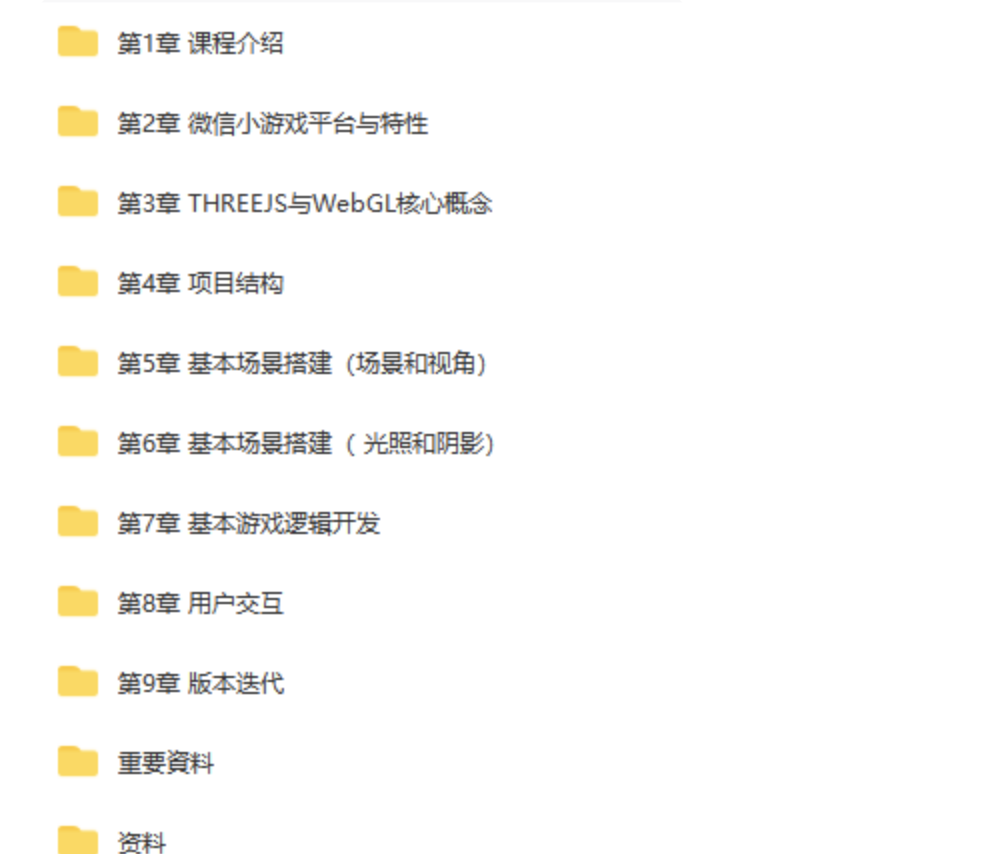 第1章 课程介绍
第2章 微信小游戏平台与特性
第3章 THREEJS与WebGL核心概念
第4章 项目结构
第5章 基本场景搭建（场景和视角）
第6章 基本场景搭建（ 光照和阴影）
第7章 基本游戏逻辑开发
第8章 用户交互
第9章 版本迭代
重要資料
资料